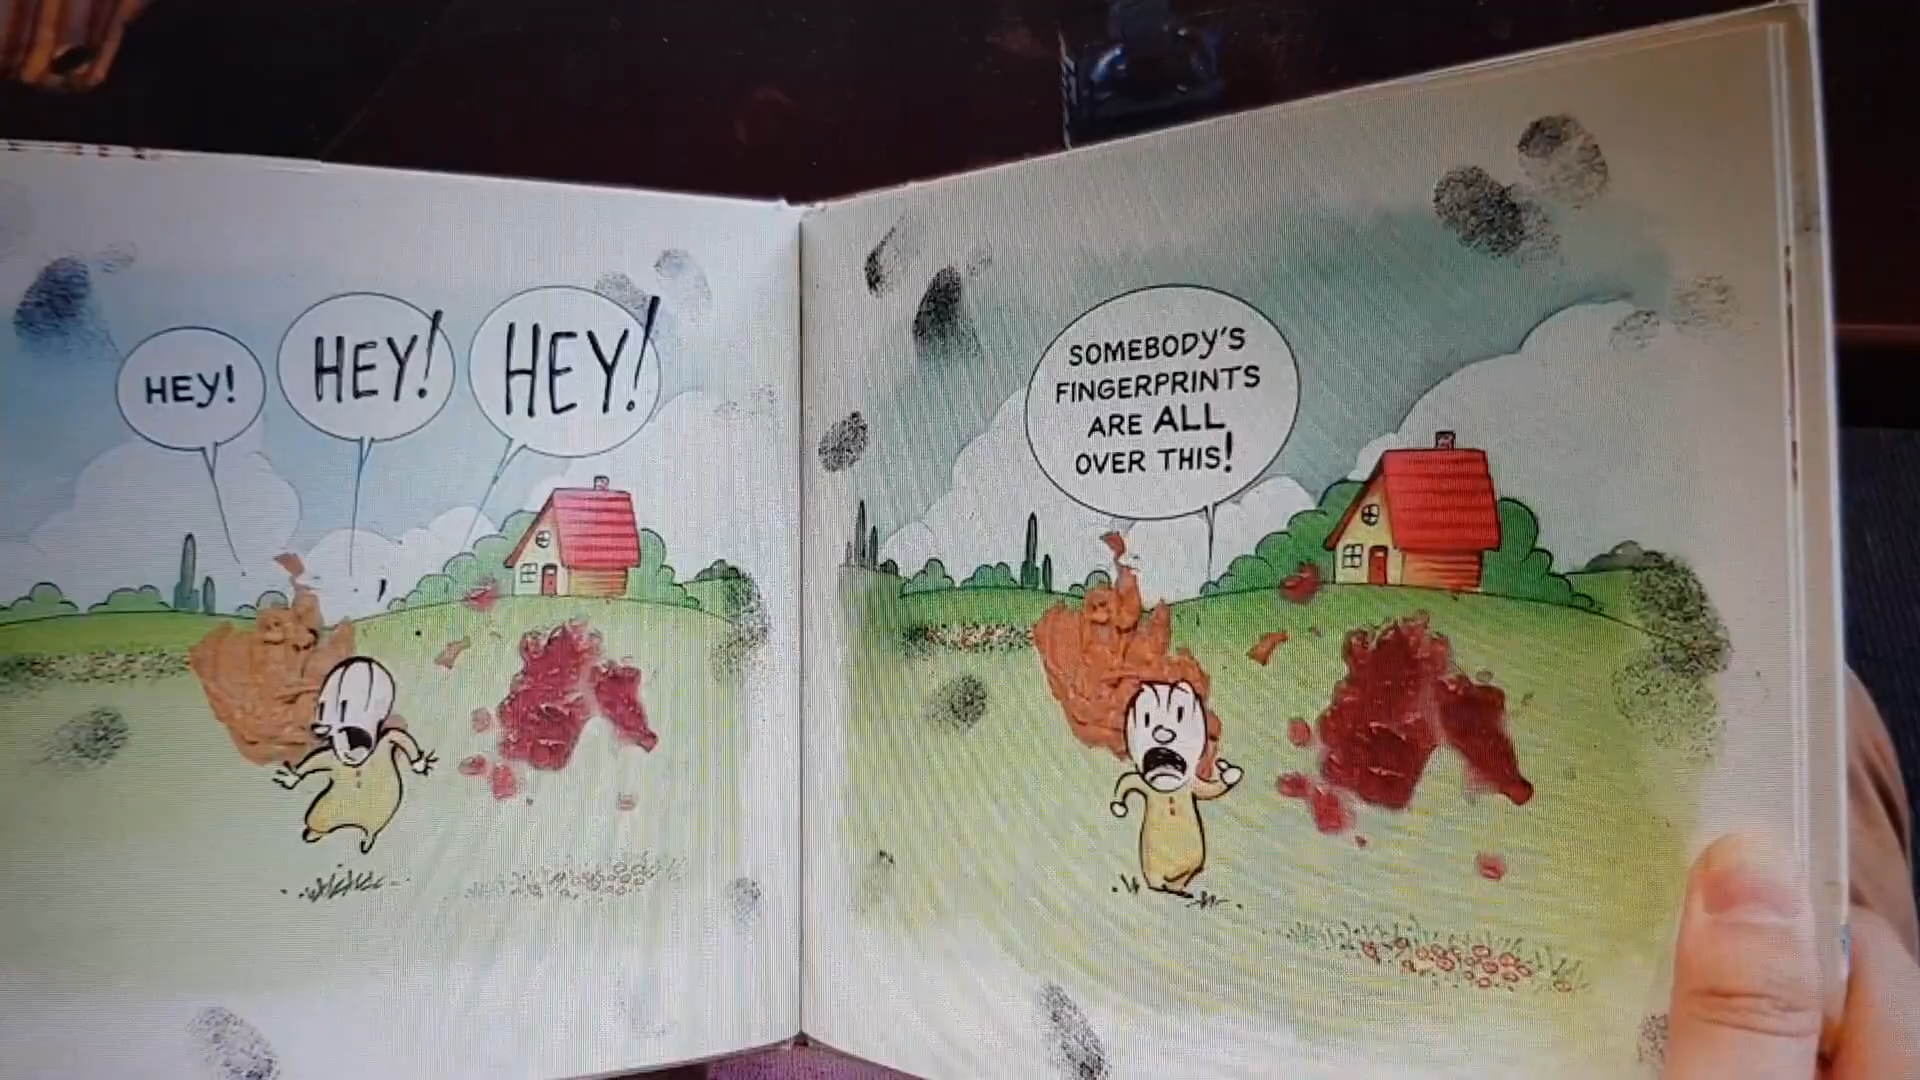 HEY!
HEY!
HEY!
SOMEBODY'S
FINGERPRINTS
ARE ALL
OVER THIS!